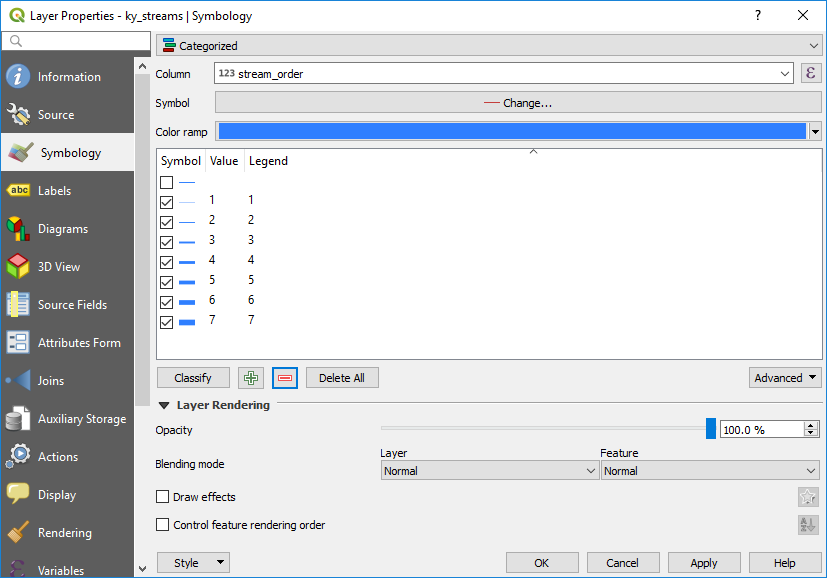 Layer Properties - ky_streams | Symbology
?
Information
Source
Symbology
abc Labels
Diagrams
3D View
Source Fields
Attributes Form
Joins
Auxiliary Storage
Actions
Display
Rendering
Variables
Categorized
Column 123 stream_order ε
Symbol Change...
Color ramp
Symbol Value Legend
1 1
2 2
3 3
4 4
5 5
6 6
7 7
Classify Delete All Advanced
Layer Rendering
Opacity 100.0 %
Layer Feature
Blending mode Normal Normal
Draw effects
Control feature rendering order
Style OK Cancel Apply Help